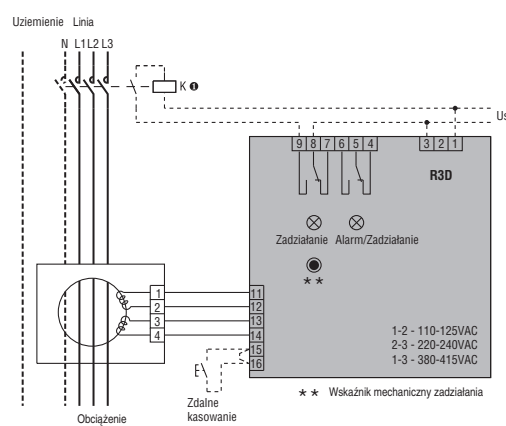 Uziemienie Linia
N L1 L2 L3
K ❶
Us
9 8 7 6 5 4 3 2 1
R3D
Zadziałanie Alarm/Zadziałanie
* *
1 11
2 12
3 13
4 14
15
16
1-2 - 110-125VAC
2-3 - 220-240VAC
1-3 - 380-415VAC
Zdalne
kasowanie
* * Wskaźnik mechaniczny zadziałania
Obciążenie